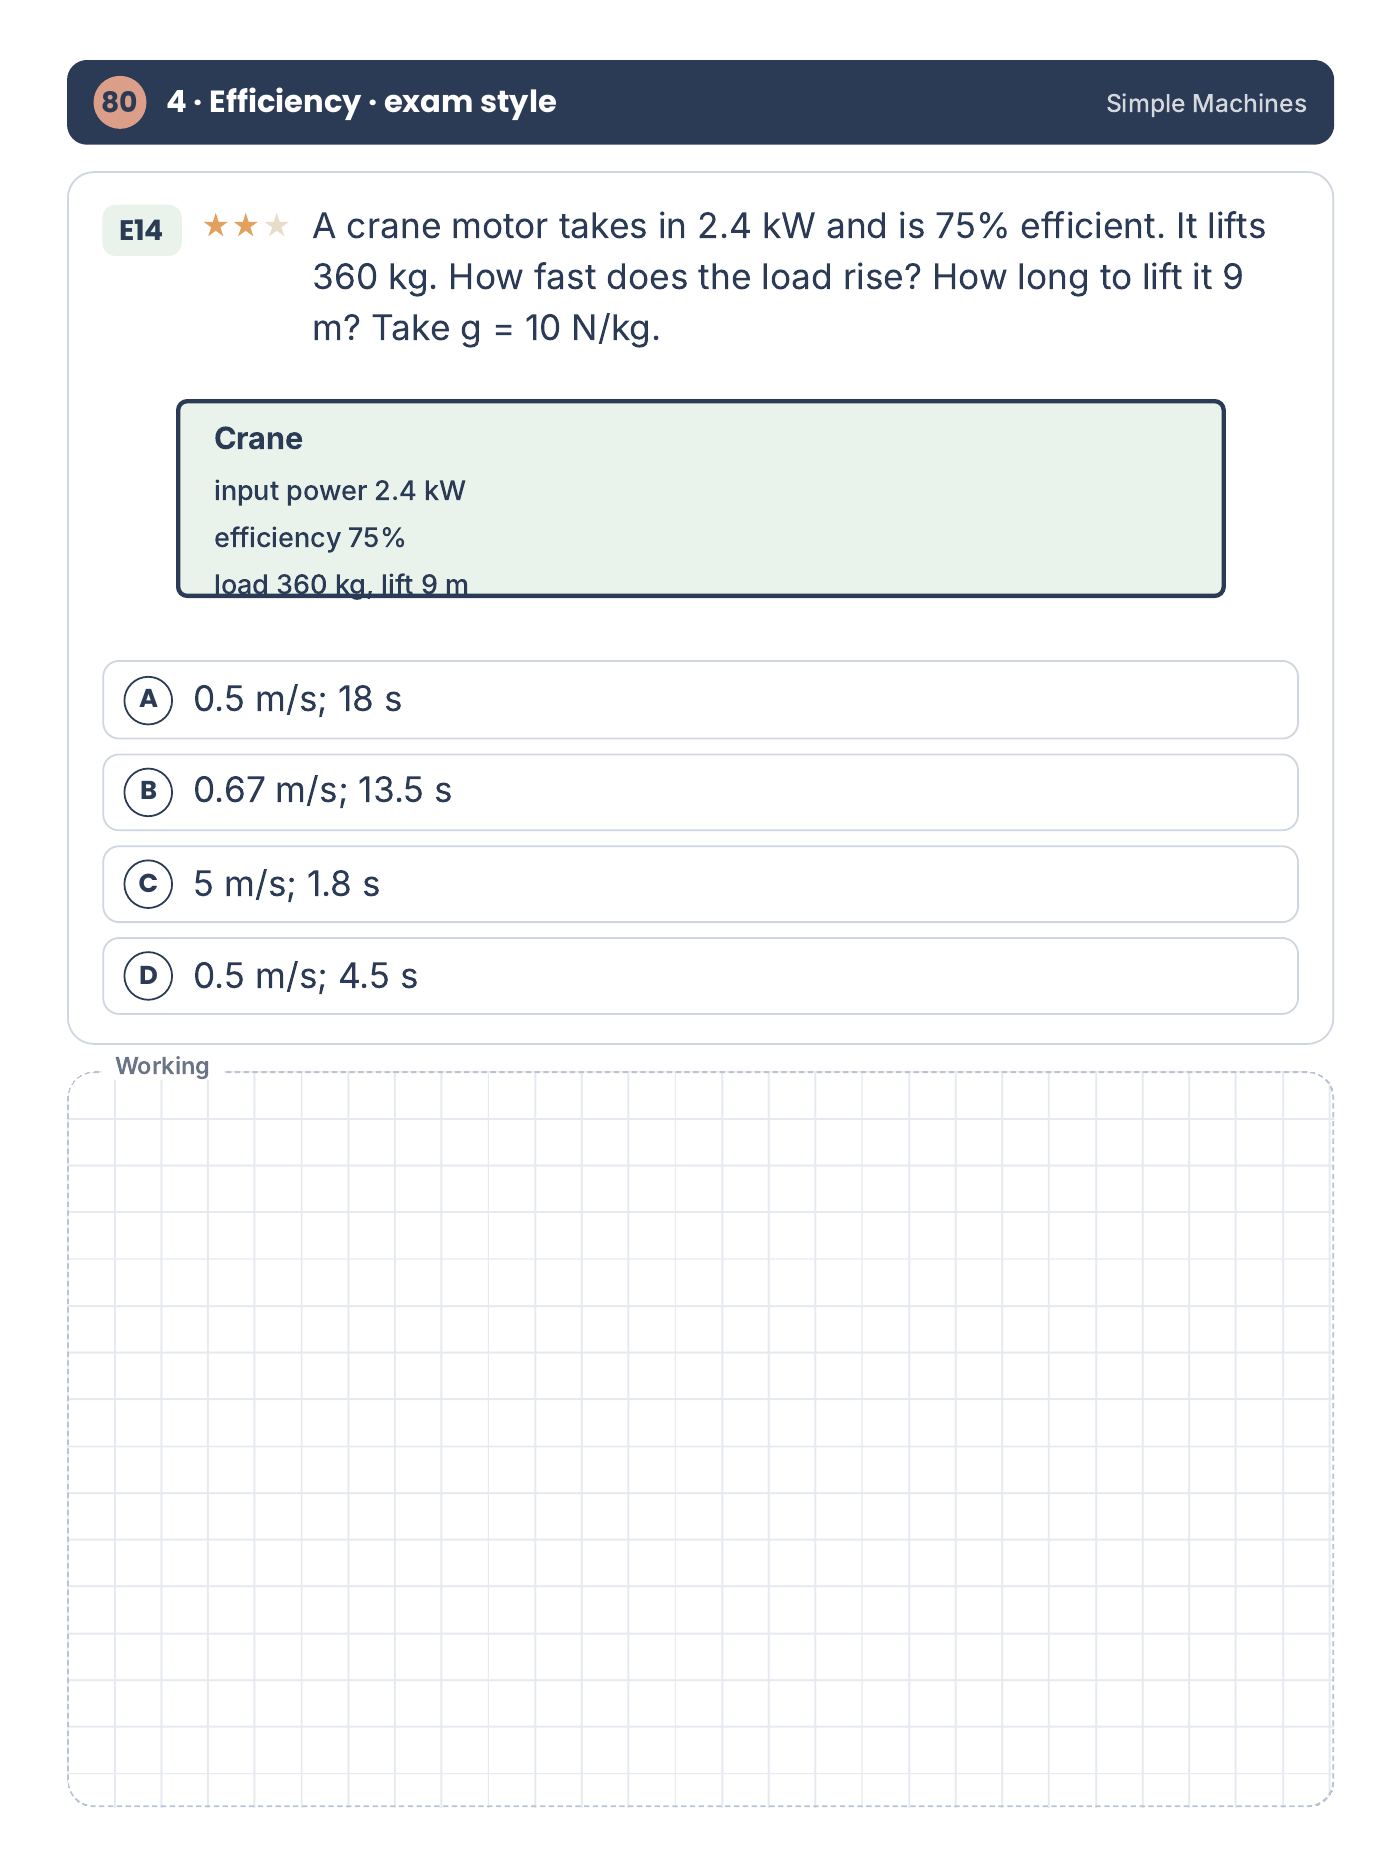 80 4 · Efficiency · exam style Simple Machines
E14 ★★★ A crane motor takes in 2.4 kW and is 75% efficient. It lifts
360 kg. How fast does the load rise? How long to lift it 9
m? Take g = 10 N/kg.
Crane
input power 2.4 kW
efficiency 75%
load 360 kg, lift 9 m
A 0.5 m/s; 18 s
B 0.67 m/s; 13.5 s
C 5 m/s; 1.8 s
D 0.5 m/s; 4.5 s
Working